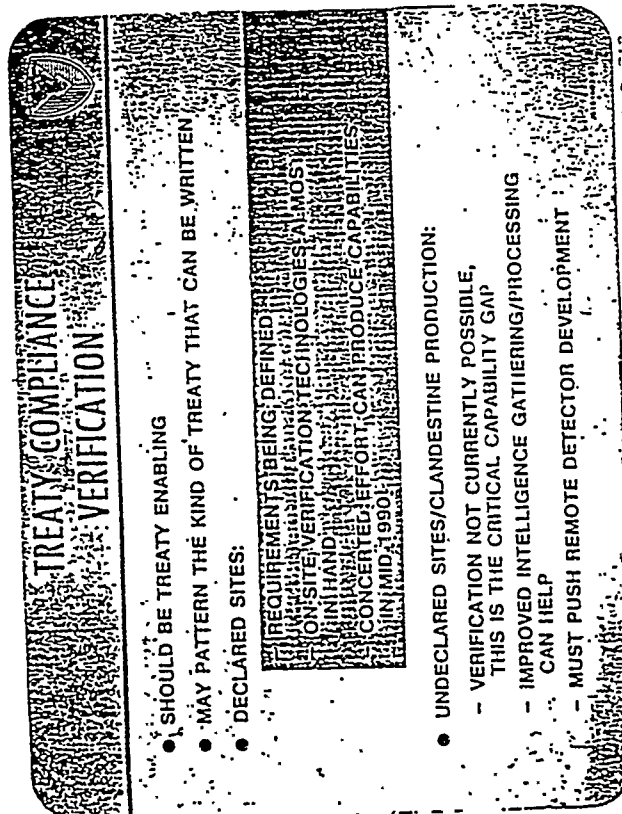 TREATY COMPLIANCE
VERIFICATION
● SHOULD BE TREATY ENABLING
● MAY PATTERN THE KIND OF TREATY THAT CAN BE WRITTEN
● DECLARED SITES:
REQUIREMENTS BEING DEFINED
ON-SITE VERIFICATION TECHNOLOGIES ALMOST
IN HAND
CONCERTED EFFORT CAN PRODUCE CAPABILITIES
IN MID-1990
● UNDECLARED SITES/CLANDESTINE PRODUCTION:
– VERIFICATION NOT CURRENTLY POSSIBLE,
THIS IS THE CRITICAL CAPABILITY GAP
– IMPROVED INTELLIGENCE GATHERING/PROCESSING
CAN HELP
– MUST PUSH REMOTE DETECTOR DEVELOPMENT